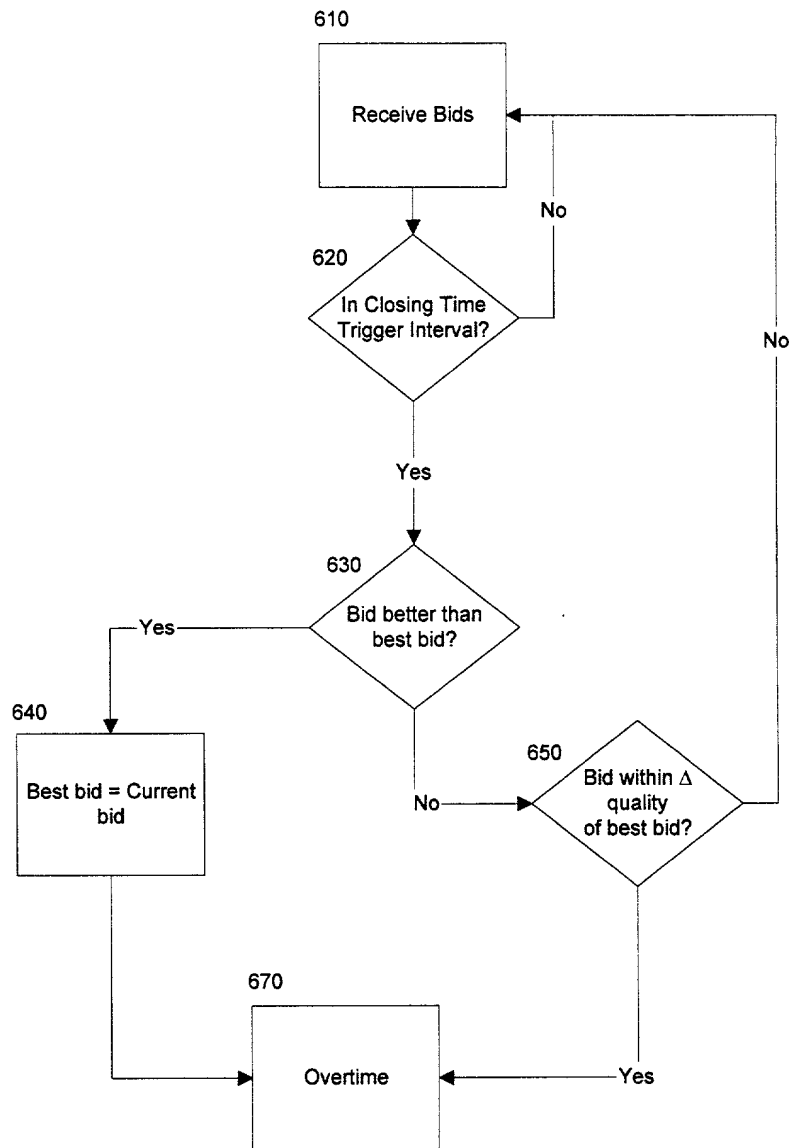 610
Receive Bids
No
620
In Closing Time
Trigger Interval?
No
Yes
630
Bid better than
best bid?
Yes
640
Best bid = Current
bid
650
Bid within Δ
quality
of best bid?
No
670
Overtime
Yes